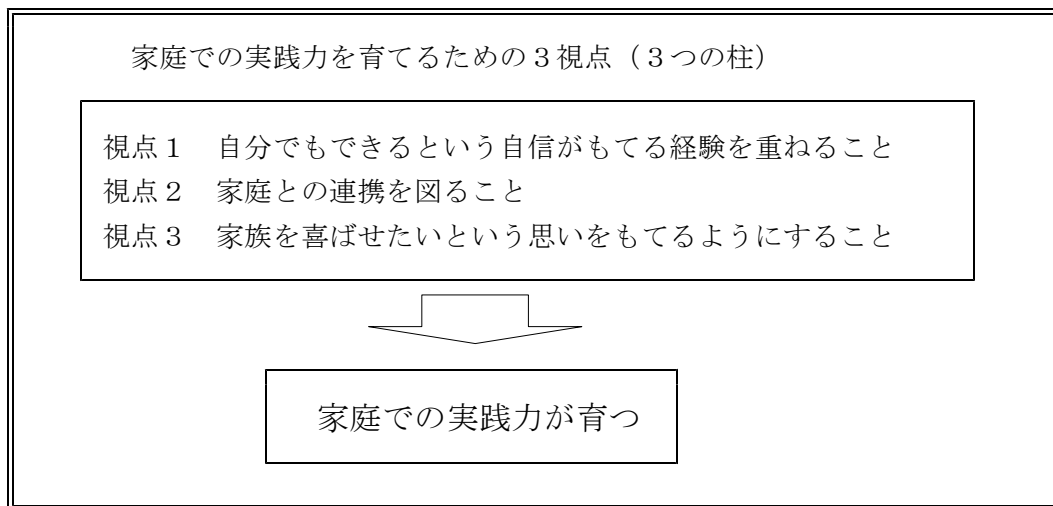 家庭での実践力を育てるための３視点（３つの柱）
視点１　自分でもできるという自信がもてる経験を重ねること
視点２　家庭との連携を図ること
視点３　家族を喜ばせたいという思いをもてるようにすること
家庭での実践力が育つ